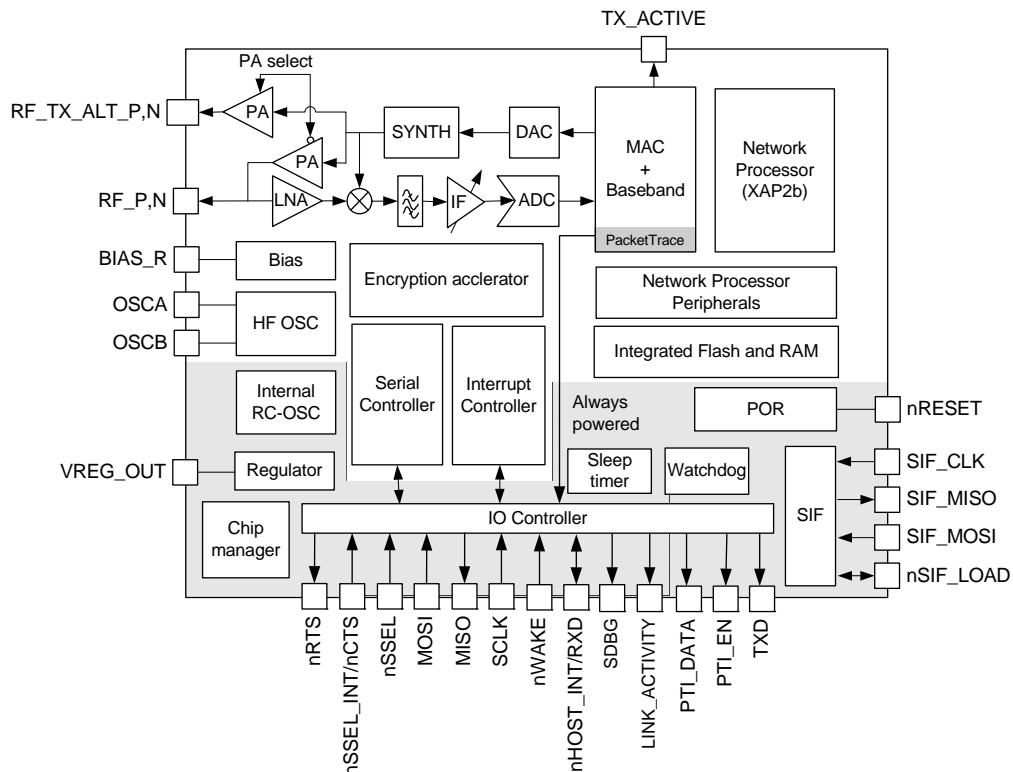 TX_ACTIVE
PA select
RF_TX_ALT_P,N
PA
SYNTH
DAC
MAC
+
Baseband
Network
Processor
(XAP2b)
PA
RF_P,N
LNA
IF
ADC
PacketTrace
BIAS_R
Bias
Encryption acclerator
Network Processor
Peripherals
OSCA
HF OSC
OSCB
Integrated Flash and RAM
Serial
Controller
Interrupt
Controller
Internal
RC-OSC
Always
powered
POR
nRESET
VREG_OUT
Regulator
Sleep
timer
Watchdog
SIF_CLK
SIF_MISO
SIF
SIF_MOSI
nSIF_LOAD
Chip
manager
IO Controller
nRTS
nSSEL_INT/nCTS
nSSEL
MOSI
MISO
SCLK
nWAKE
nHOST_INT/RXD
SDBG
LINK_ACTIVITY
PTI_DATA
PTI_EN
TXD